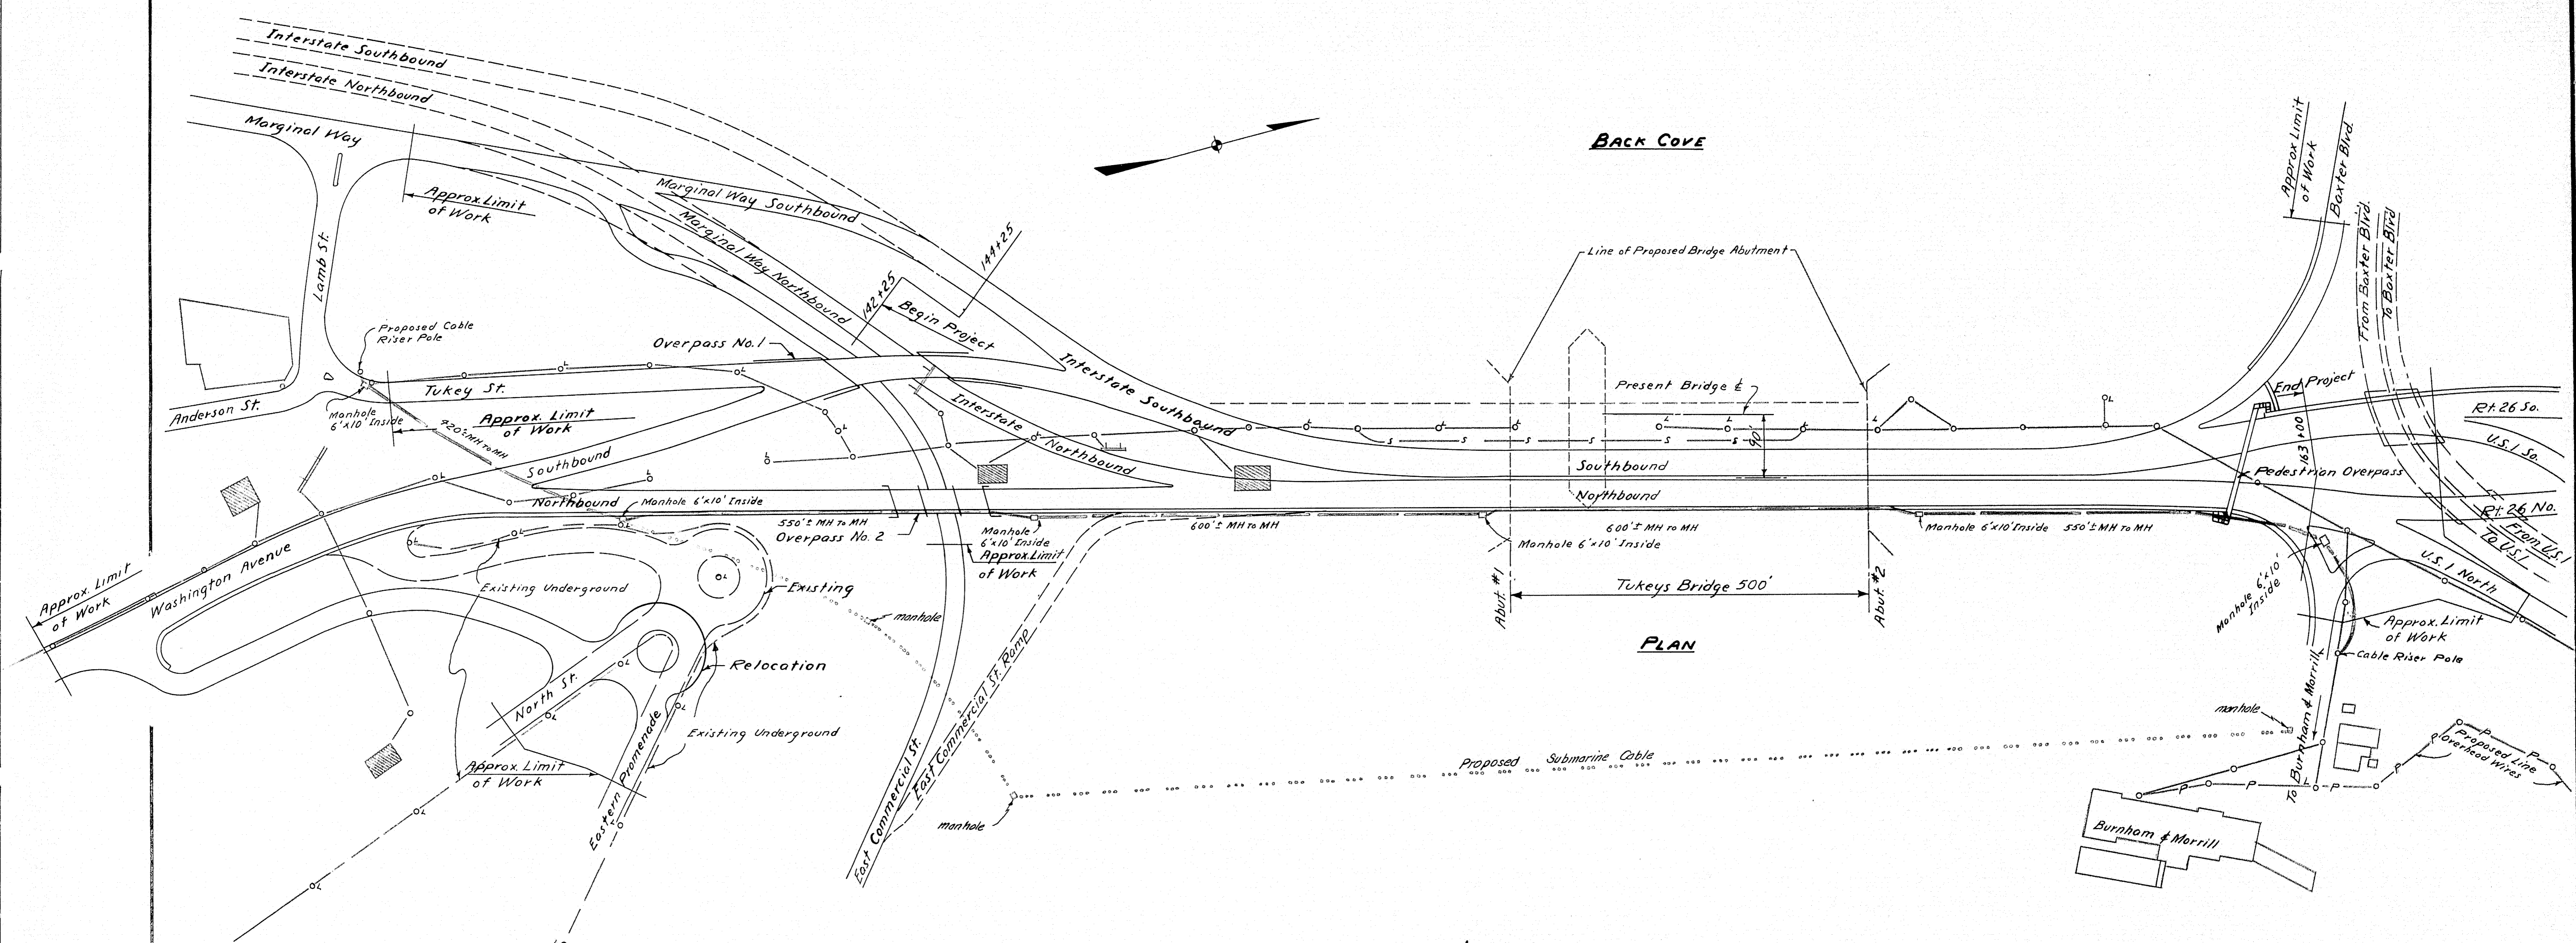 Interstate Southbound
Interstate Northbound
Marginal Way
Approx. Limit
of Work
Marginal Way Southbound
Marginal Way Northbound
Lamb St.
144+25
142+25
Begin Project
BACK COVE
Line of Proposed Bridge Abutment
Approx Limit
of Work
Baxter Blvd.
From Baxter Blvd.
To Baxter Blvd
Proposed Cable
Riser Pole
Overpass No. 1
Tukey St.
Anderson St.
Manhole
6'x10' Inside
Approx. Limit
of Work
420'± MH To MH
Interstate Southbound
Interstate Northbound
Present Bridge ℄
90'
End Project
163+00
Rt. 26 So.
U.S. 1 So.
Southbound
Northbound
Southbound
Northbound
Pedestrian Overpass
Rt. 26 No.
From U.S. 1
To U.S. 1
Manhole 6'x10' Inside
550'± MH To MH
Overpass No. 2
Manhole
6'x10' Inside
Approx. Limit
of Work
600'± MH To MH
Manhole 6'x10' Inside
600'± MH To MH
Manhole 6'x10' Inside 550'± MH To MH
Manhole 6'x10'
Inside
U.S. 1 North
Approx. Limit
of Work
Cable Riser Pole
Approx. Limit
of Work
Washington Avenue
Existing Underground
Existing
manhole
Abut. #1
Tukeys Bridge 500'
Abut. #2
PLAN
Relocation
North St.
Existing Underground
Approx. Limit
of Work
Eastern Promenade
East Commercial St.
East Commercial St. Ramp
manhole
Proposed Submarine Cable
manhole
To Burnham & Morrill
Proposed Line
Overhead Wires
Burnham & Morrill